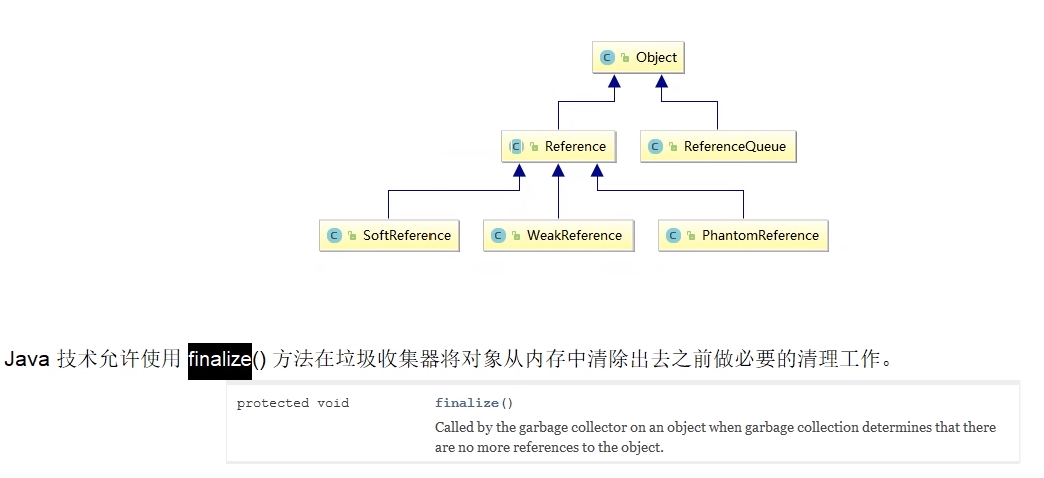 Object
Reference
ReferenceQueue
SoftReference
WeakReference
PhantomReference
Java 技术允许使用 finalize() 方法在垃圾收集器将对象从内存中清除出去之前做必要的清理工作。
protected void finalize()
Called by the garbage collector on an object when garbage collection determines that there
are no more references to the object.